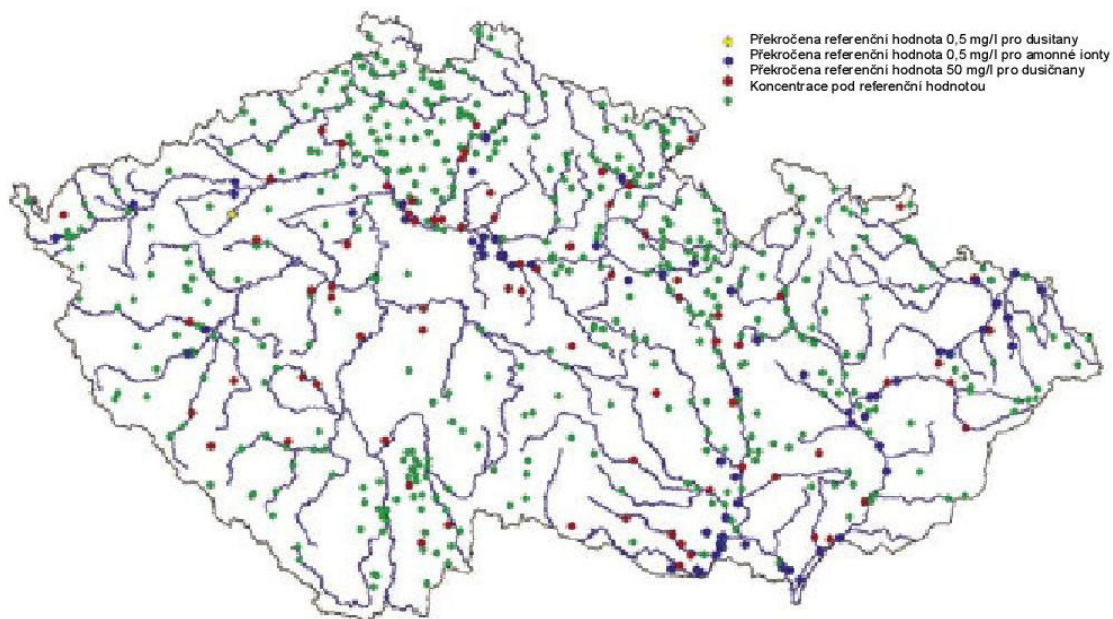 Překročena referenční hodnota 0,5 mg/l pro dusitany
Překročena referenční hodnota 0,5 mg/l pro amonné ionty
Překročena referenční hodnota 50 mg/l pro dusičnany
Koncentrace pod referenční hodnotou